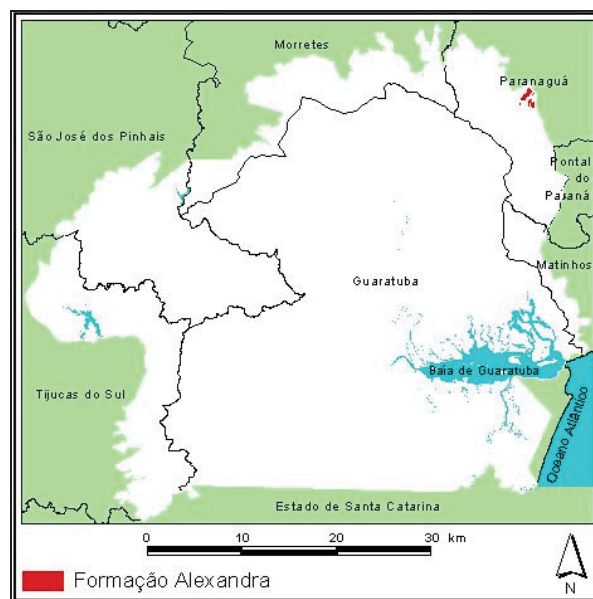 Morretes
Paranaguá
São José dos Pinhais
Pontal
do
Paraná
Matinhos
Guaratuba
Baía de Guaratuba
Tijucas do Sul
Oceano Atlântico
Estado de Santa Catarina
0 10 20 30 km
Formação Alexandra
N